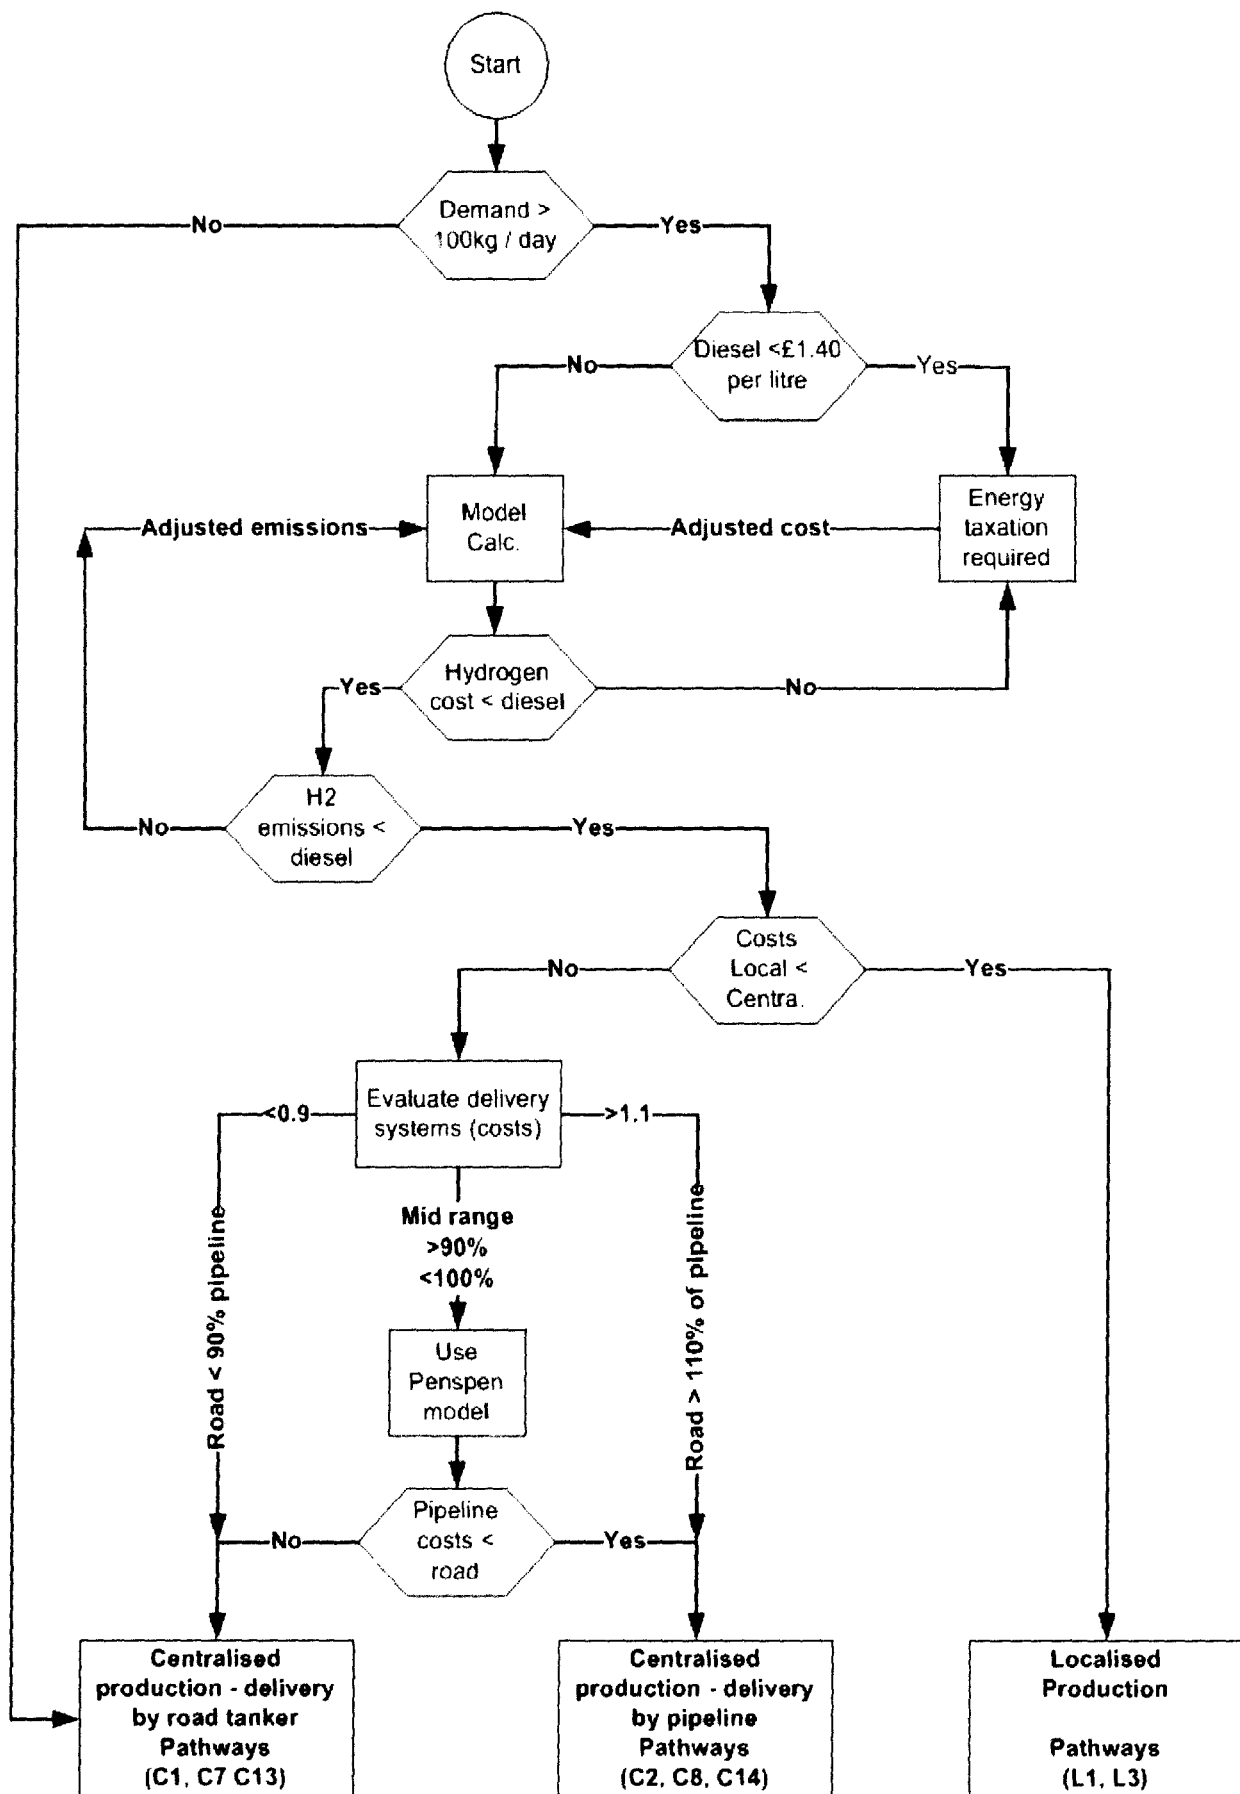 Start
Demand >
100kg / day
No
Yes
Diesel <£1.40
per litre
No
Yes
Model
Calc.
Energy
taxation
required
Adjusted emissions
Adjusted cost
Hydrogen
cost < diesel
Yes
No
H2
emissions <
diesel
No
Yes
Costs
Local <
Centra.
No
Yes
Evaluate delivery
systems (costs)
<0.9
>1.1
Mid range
>90%
<100%
Road < 90% pipeline
Road > 110% of pipeline
Use
Penspen
model
Pipeline
costs <
road
No
Yes
Centralised
production - delivery
by road tanker
Pathways
(C1, C7 C13)
Centralised
production - delivery
by pipeline
Pathways
(C2, C8, C14)
Localised
Production
Pathways
(L1, L3)